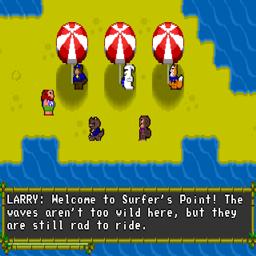 LARRY: Welcome to Surfer's Point! The
waves aren't too wild here, but they
are still rad to ride.